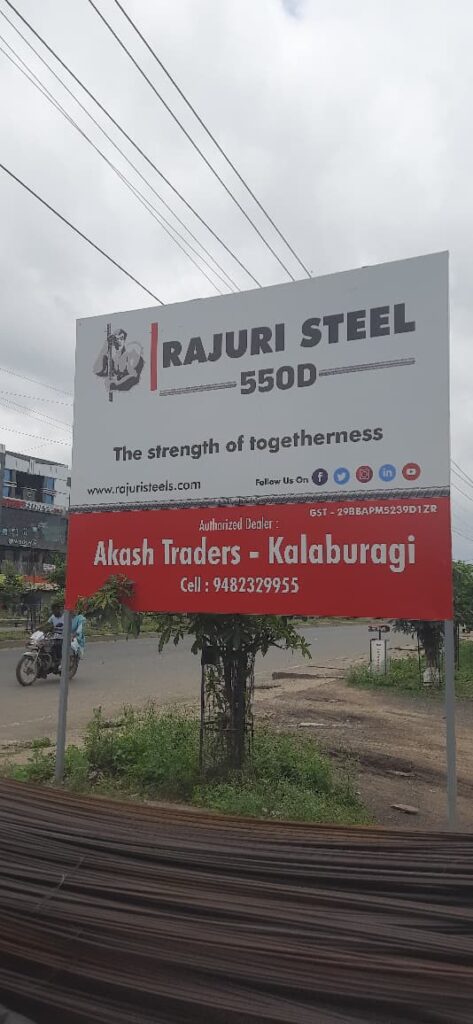 RAJURI STEEL
550D
The strength of togetherness
www.rajuristeels.com
Follow Us On
GST - 29BBAPM5239D1ZR
Authorized Dealer :
Akash Traders - Kalaburagi
Cell : 9482329955